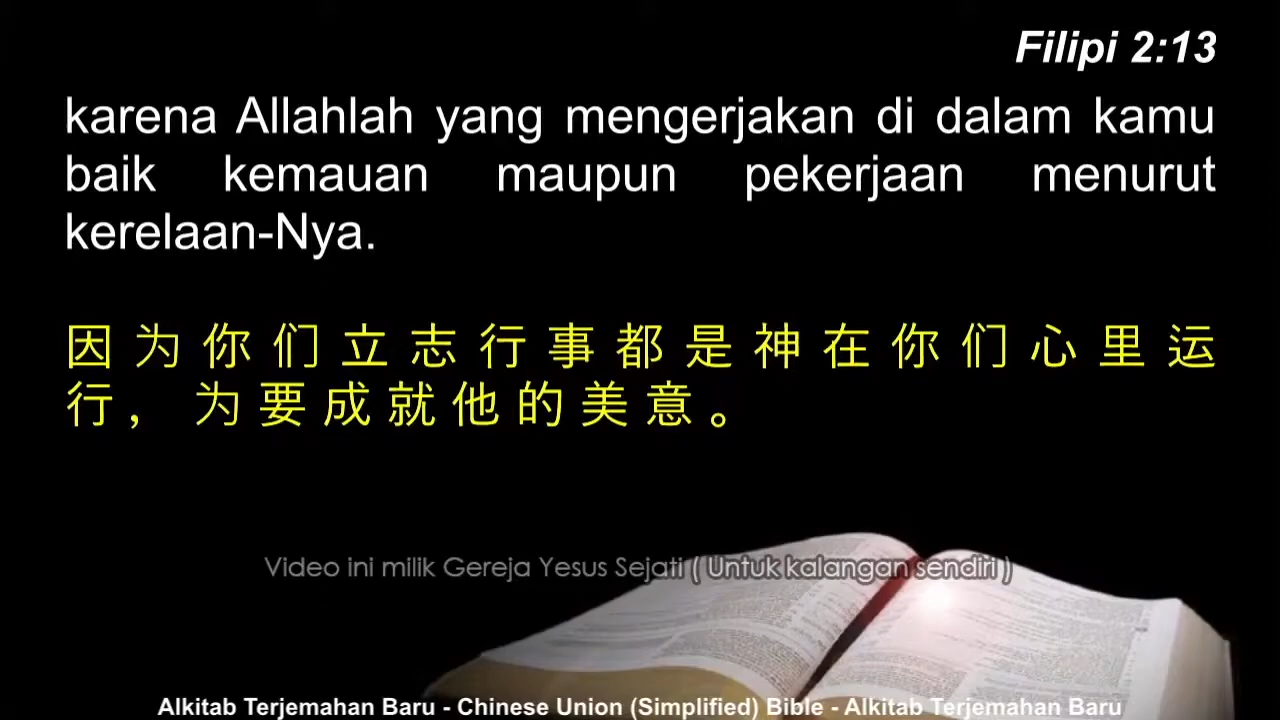 Filipi 2:13
karena Allahlah yang mengerjakan di dalam kamu
baik kemauan maupun pekerjaan menurut
kerelaan-Nya.
因为你们立志行事都是神在你们心里运
行，为要成就他的美意。
Video ini milik Gereja Yesus Sejati ( Untuk kalangan sendiri )
Alkitab Terjemahan Baru - Chinese Union (Simplified) Bible - Alkitab Terjemahan Baru